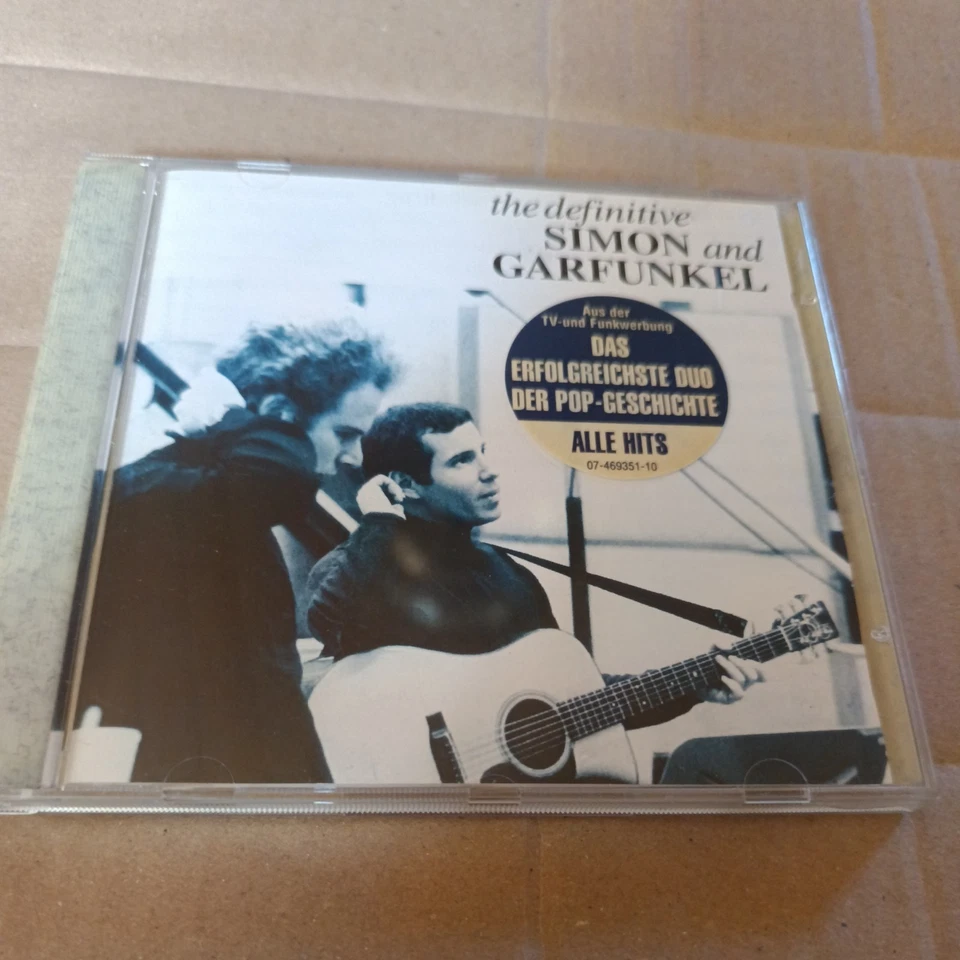 the definitive
SIMON and
GARFUNKEL
Aus der
TV-und Funkwerbung
DAS
ERFOLGREICHSTE DUO
DER POP-GESCHICHTE
ALLE HITS
07-469351-10